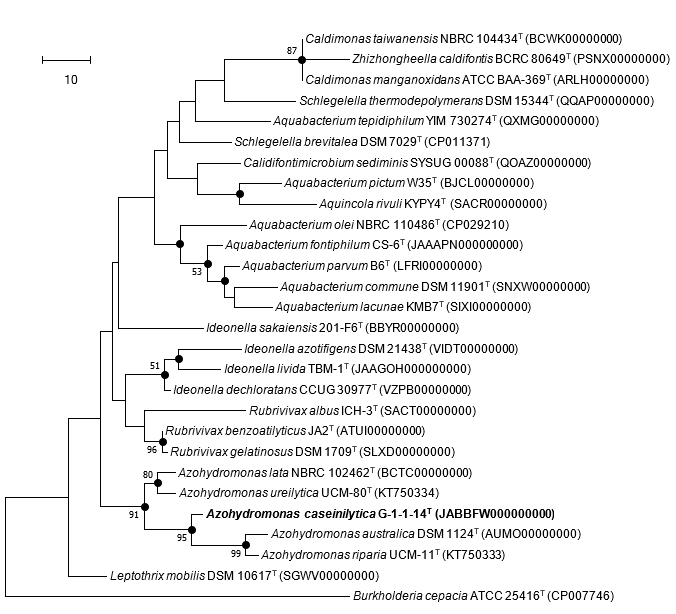 Caldimonas taiwanensis NBRC 104434ᵀ (BCWK00000000)
87
Zhizhongheella caldifontis BCRC 80649ᵀ (PSNX00000000)
10
Caldimonas manganoxidans ATCC BAA-369ᵀ (ARLH00000000)
Schlegelella thermodepolymerans DSM 15344ᵀ (QQAP00000000)
Aquabacterium tepidiphilum YIM 730274ᵀ (QXMG00000000)
Schlegelella brevitalea DSM 7029ᵀ (CP011371)
Calidifontimicrobium sediminis SYSUG 00088ᵀ (QOAZ00000000)
Aquabacterium pictum W35ᵀ (BJCL00000000)
Aquincola rivuli KYPY4ᵀ (SACR00000000)
Aquabacterium olei NBRC 110486ᵀ (CP029210)
Aquabacterium fontiphilum CS-6ᵀ (JAAAPN000000000)
53
Aquabacterium parvum B6ᵀ (LFRI00000000)
Aquabacterium commune DSM 11901ᵀ (SNXW00000000)
Aquabacterium lacunae KMB7ᵀ (SIXI00000000)
Ideonella sakaiensis 201-F6ᵀ (BBYR00000000)
Ideonella azotifigens DSM 21438ᵀ (VIDT00000000)
51
Ideonella livida TBM-1ᵀ (JAAGOH000000000)
Ideonella dechloratans CCUG 30977ᵀ (VZPB00000000)
Rubrivivax albus ICH-3ᵀ (SACT00000000)
Rubrivivax benzoatilyticus JA2ᵀ (ATUI00000000)
96
Rubrivivax gelatinosus DSM 1709ᵀ (SLXD00000000)
80
Azohydromonas lata NBRC 102462ᵀ (BCTC00000000)
Azohydromonas ureilytica UCM-80ᵀ (KT750334)
91
Azohydromonas caseinilytica G-1-1-14ᵀ (JABBFW000000000)
95
Azohydromonas australica DSM 1124ᵀ (AUMO00000000)
99
Azohydromonas riparia UCM-11ᵀ (KT750333)
Leptothrix mobilis DSM 10617ᵀ (SGWV00000000)
Burkholderia cepacia ATCC 25416ᵀ (CP007746)